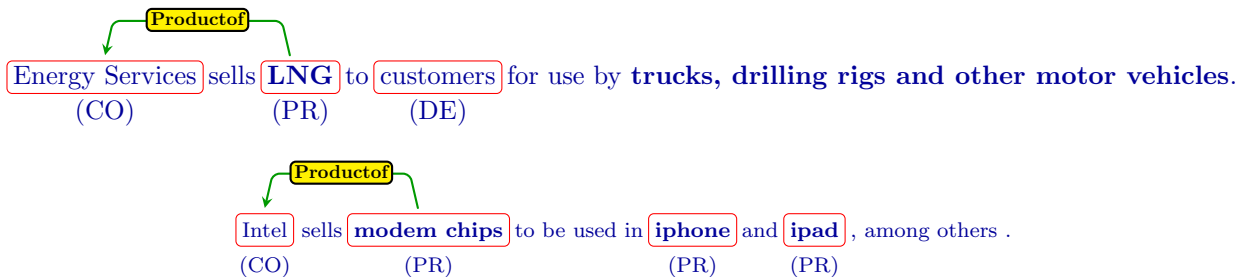 Productof
Energy Services sells LNG to customers for use by trucks, drilling rigs and other motor vehicles.
(CO) (PR) (DE)
Productof
Intel sells modem chips to be used in iphone and ipad , among others .
(CO) (PR) (PR) (PR)